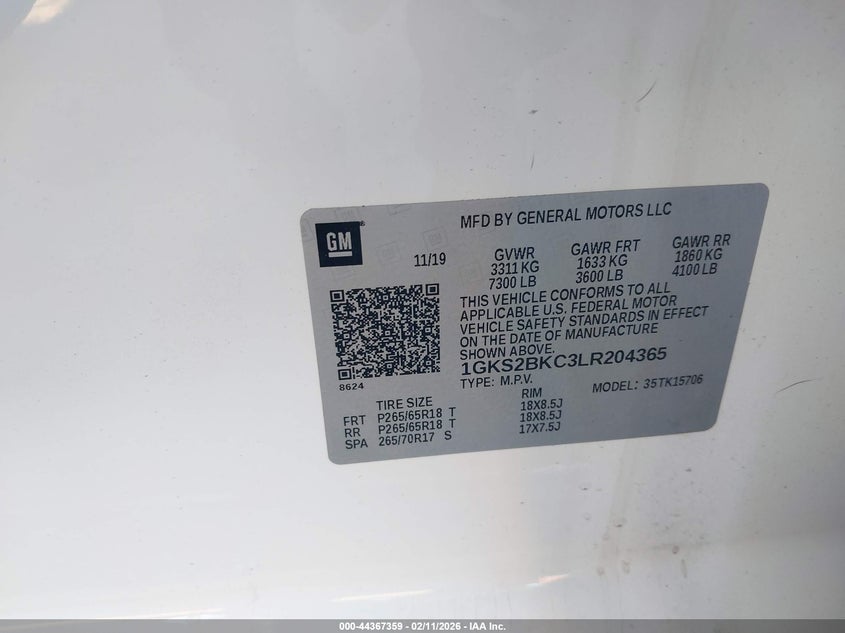 GM
MFD BY GENERAL MOTORS LLC
11/19
GVWR
3311 KG
7300 LB
GAWR FRT
1633 KG
3600 LB
GAWR RR
1860 KG
4100 LB
THIS VEHICLE CONFORMS TO ALL
APPLICABLE U.S. FEDERAL MOTOR
VEHICLE SAFETY STANDARDS IN EFFECT
ON THE DATE OF MANUFACTURE
SHOWN ABOVE.
1GKS2BKC3LR204365
TYPE: M.P.V.
MODEL: 35TK15706
8624
TIRE SIZE RIM
FRT P265/65R18 T 18X8.5J
RR P265/65R18 T 18X8.5J
SPA 265/70R17 S 17X7.5J
000-44367359 - 02/11/2026 - IAA Inc.